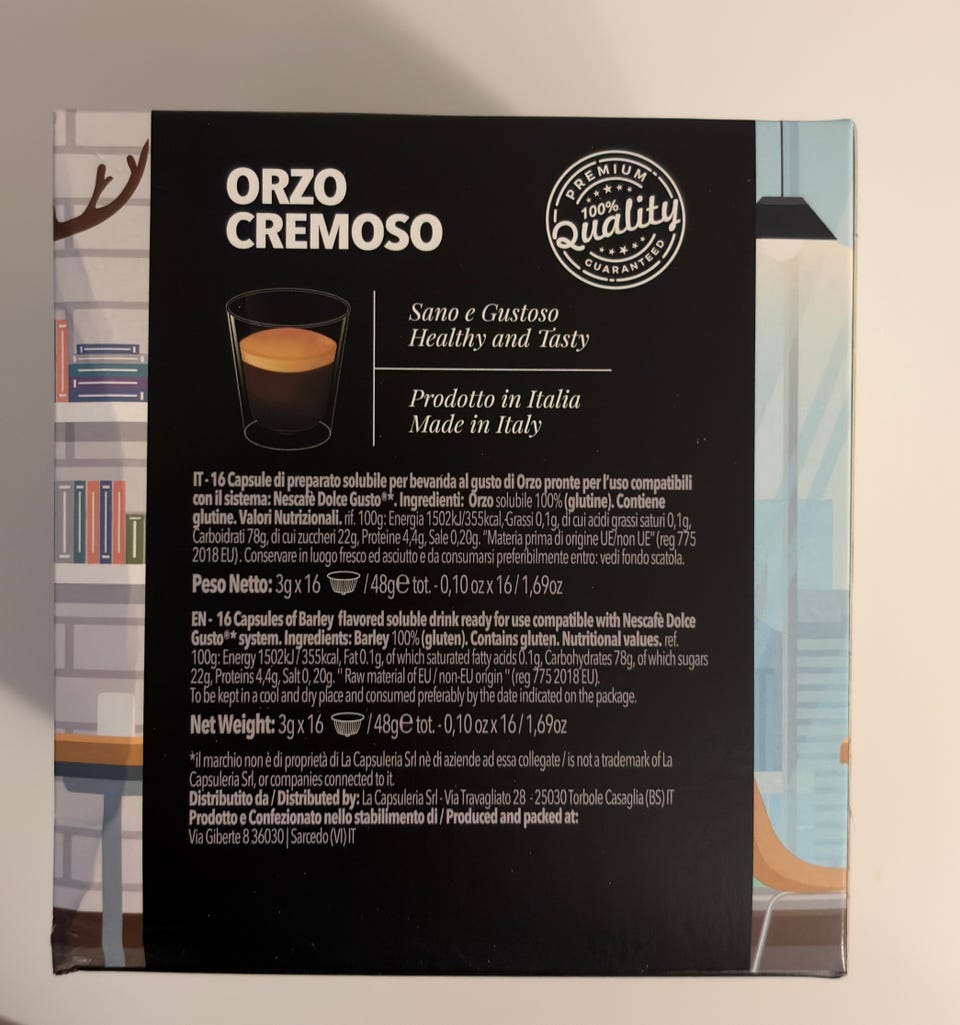 ORZO
CREMOSO
PREMIUM
100%
Quality
GUARANTEED
Sano e Gustoso
Healthy and Tasty
Prodotto in Italia
Made in Italy
IT - 16 Capsule di preparato solubile per bevanda al gusto di Orzo pronte per l'uso compatibili
con il sistema: Nescafè Dolce Gusto®*. Ingredienti: Orzo solubile 100% (glutine). Contiene
glutine. Valori Nutrizionali. rif. 100g: Energia 1502kJ/355kcal, Grassi 0,1g, di cui acidi grassi saturi 0,1g,
Carboidrati 78g, di cui zuccheri 22g, Proteine 4,4g, Sale 0,20g. "Materia prima di origine UE/non UE" (reg 775
2018 EU). Conservare in luogo fresco ed asciutto e da consumarsi preferibilmente entro: vedi fondo scatola.
Peso Netto: 3g x 16 / 48g℮ tot. - 0,10 oz x 16 / 1,69oz
EN - 16 Capsules of Barley flavored soluble drink ready for use compatible with Nescafè Dolce
Gusto®* system. Ingredients: Barley 100% (gluten). Contains gluten. Nutritional values. ref.
100g: Energy 1502kJ / 355kcal, Fat 0.1g, of which saturated fatty acids 0.1g, Carbohydrates 78g, of which sugars
22g, Proteins 4,4g, Salt 0, 20g. " Raw material of EU / non-EU origin " (reg 775 2018 EU).
To be kept in a cool and dry place and consumed preferably by the date indicated on the package.
Net Weight: 3g x 16 / 48g℮ tot. - 0,10 oz x 16 / 1,69oz
*il marchio non è di proprietà di La Capsuleria Srl nè di aziende ad essa collegate / is not a trademark of La
Capsuleria Srl, or companies connected to it.
Distributito da / Distributed by: La Capsuleria Srl - Via Travagliato 28 - 25030 Torbole Casaglia (BS) IT
Prodotto e Confezionato nello stabilimento di / Produced and packed at:
Via Giberte 8 36030 | Sarcedo (VI) IT